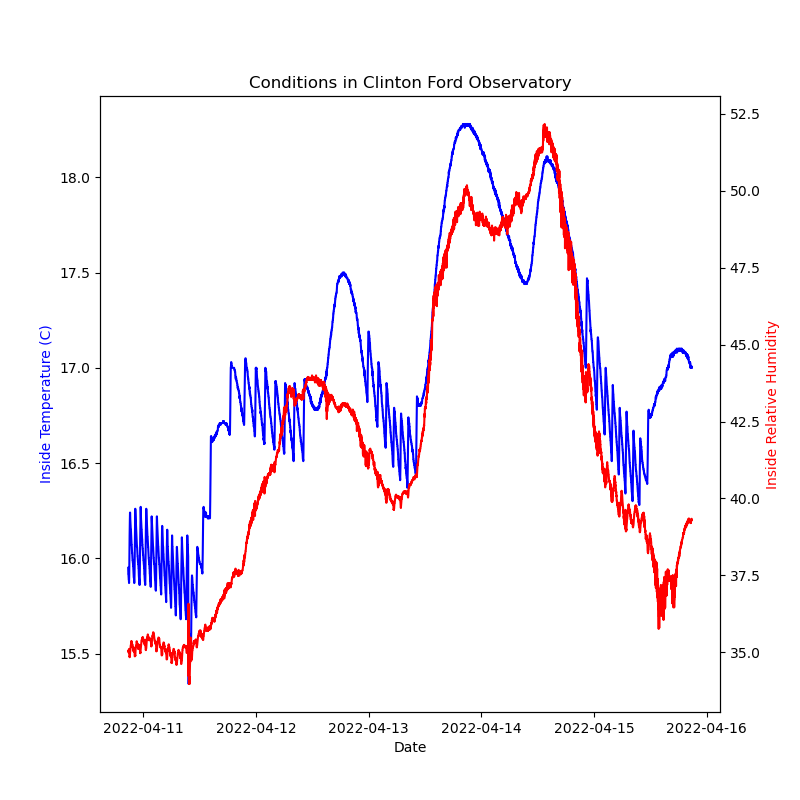 Conditions in Clinton Ford Observatory
Inside Temperature (C)
18.0
17.5
17.0
16.5
16.0
15.5
52.5
50.0
47.5
45.0
42.5
40.0
37.5
35.0
Inside Relative Humidity
2022-04-11 2022-04-12 2022-04-13 2022-04-14 2022-04-15 2022-04-16
Date